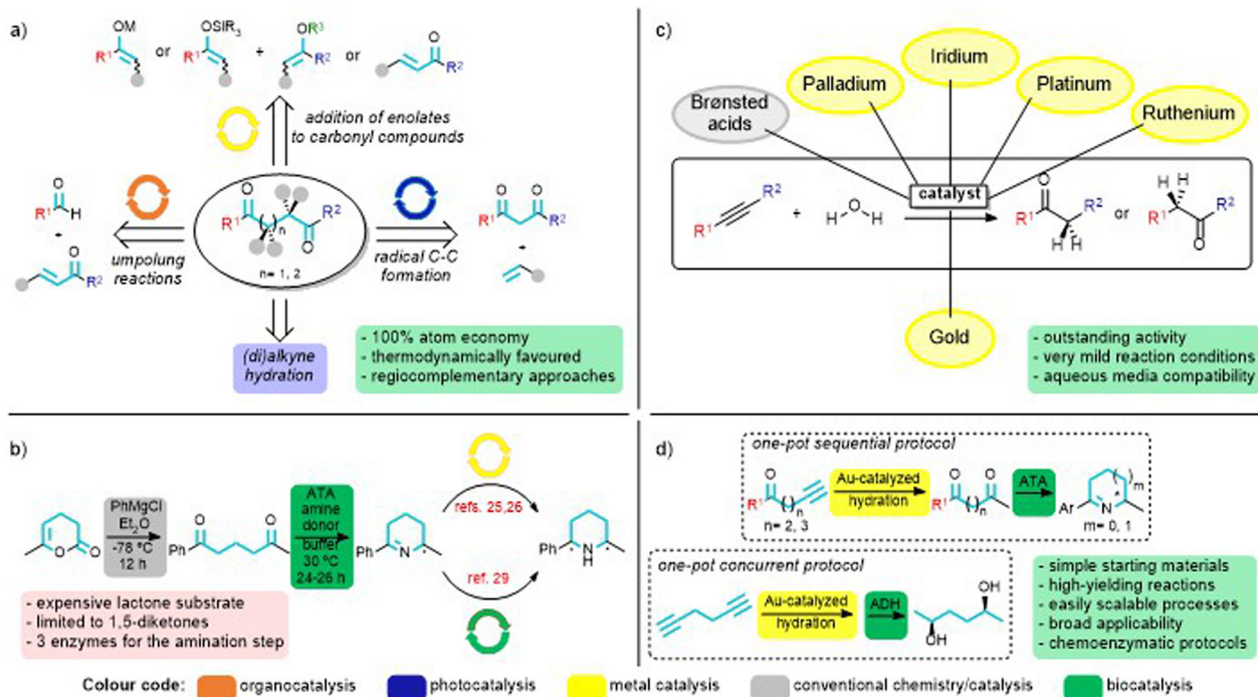 a)
OM
R¹
or
OSiR₃
R¹
+
OR³
R²
or
O
R²
addition of enolates
to carbonyl compounds
O
R¹
H
+
O
R²
umpolung
reactions
O
R¹
n
R²
O
n= 1, 2
radical C-C
formation
O
O
R¹
R²
+
(di)alkyne
hydration
- 100% atom economy
- thermodynamically favoured
- regiocomplementary approaches
b)
O
O
PhMgCl
Et₂O
-78 ºC
12 h
O
Ph
O
ATA
amine
donor
buffer
30 ºC
24-26 h
Ph
N
refs. 25,26
ref. 29
Ph
N
H
- expensive lactone substrate
- limited to 1,5-diketones
- 3 enzymes for the amination step
c)
Brønsted
acids
Palladium
Iridium
Platinum
Ruthenium
R¹
R²
+
H
O
H
catalyst
O
R¹
R²
H
H
or
H
H
R¹
R²
O
Gold
- outstanding activity
- very mild reaction conditions
- aqueous media compatibility
d)
one-pot sequential protocol
O
R¹
n
n= 2, 3
Au-catalyzed
hydration
O
R¹
n
O
ATA
Ar
N
*
m
m= 0, 1
one-pot concurrent protocol
Au-catalyzed
hydration
ADH
OH
OH
- simple starting materials
- high-yielding reactions
- easily scalable processes
- broad applicability
- chemoenzymatic protocols
Colour code:
organocatalysis
photocatalysis
metal catalysis
conventional chemistry/catalysis
biocatalysis